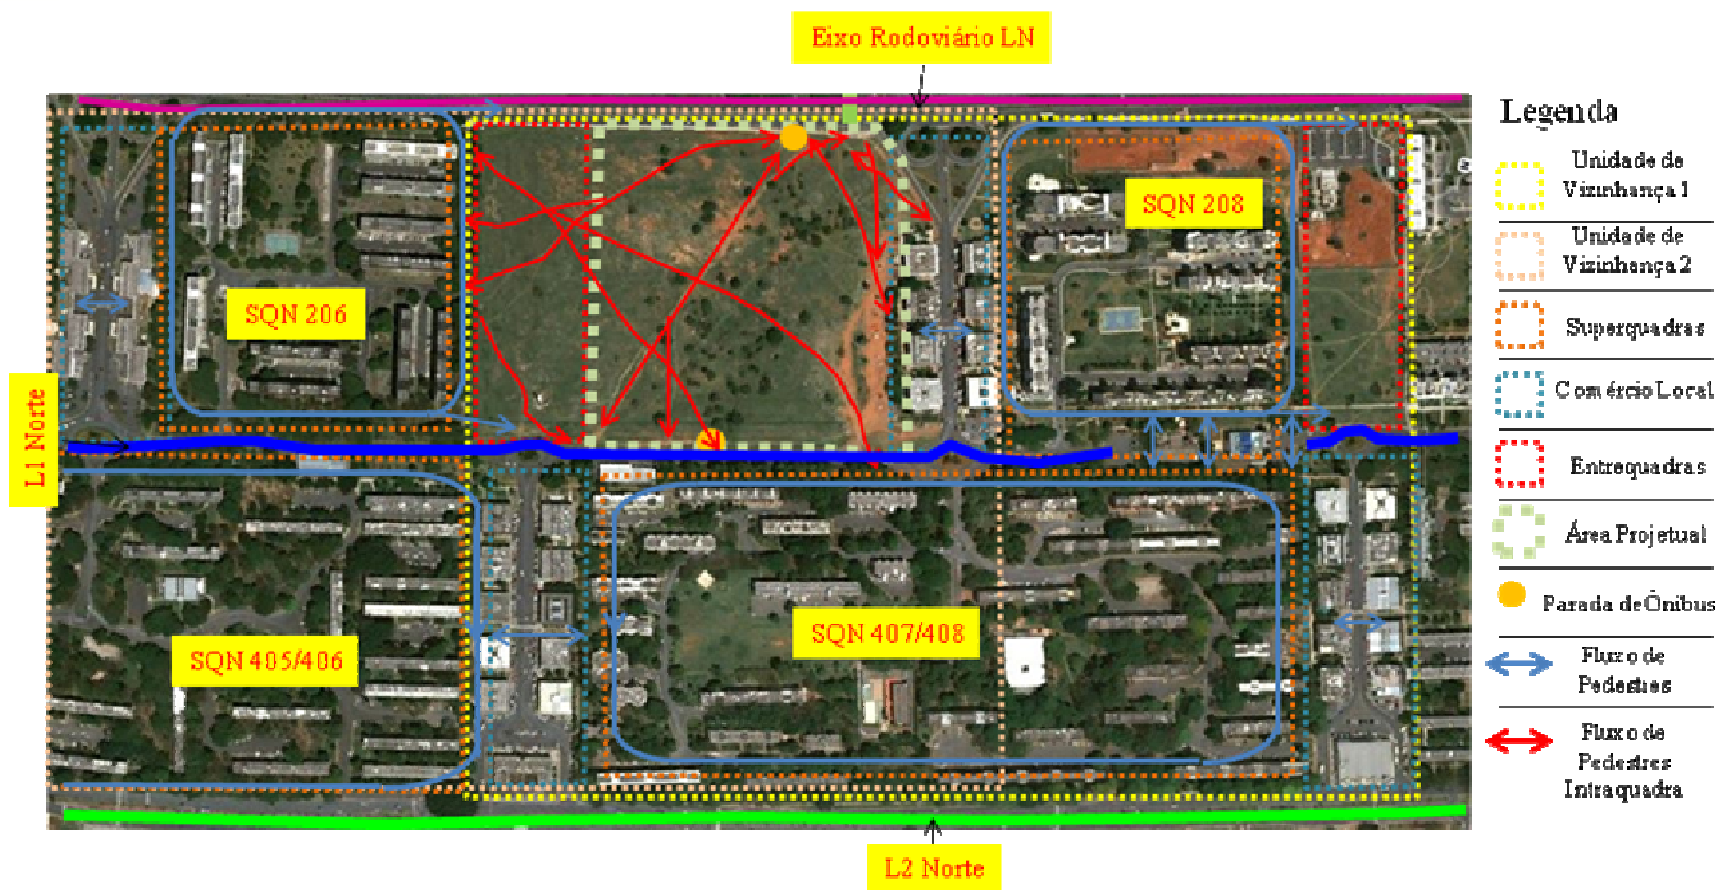 Eixo Rodoviário LN
SQN 206
SQN 208
L1 Norte
SQN 405/406
SQN 407/408
L2 Norte
Legenda
Unidade de
Vizinhança 1
Unidade de
Vizinhança 2
Superquadras
Comércio Local
Entrequadras
Área Projetual
Parada de Ônibus
Fluxo de
Pedestres
Fluxo de
Pedestres
Intraquadra